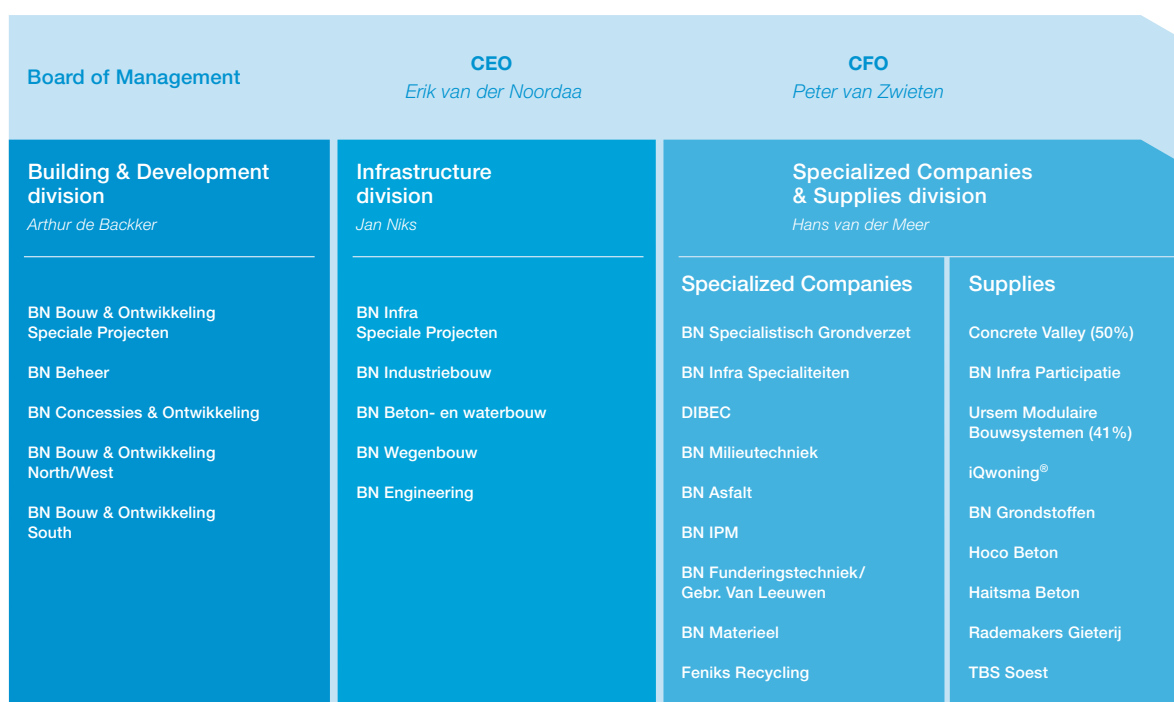 Board of Management
CEO
Erik van der Noordaa
CFO
Peter van Zwieten
Building & Development
division
Arthur de Backker
Infrastructure
division
Jan Niks
Specialized Companies
& Supplies division
Hans van der Meer
BN Bouw & Ontwikkeling
Speciale Projecten
BN Beheer
BN Concessies & Ontwikkeling
BN Bouw & Ontwikkeling
North/West
BN Bouw & Ontwikkeling
South
BN Infra
Speciale Projecten
BN Industriebouw
BN Beton- en waterbouw
BN Wegenbouw
BN Engineering
Specialized Companies
BN Specialistisch Grondverzet
BN Infra Specialiteiten
DIBEC
BN Milieutechniek
BN Asfalt
BN IPM
BN Funderingstechniek/
Gebr. Van Leeuwen
BN Materieel
Feniks Recycling
Supplies
Concrete Valley (50%)
BN Infra Participatie
Ursem Modulaire
Bouwsystemen (41%)
iQwoning®
BN Grondstoffen
Hoco Beton
Haitsma Beton
Rademakers Gieterij
TBS Soest